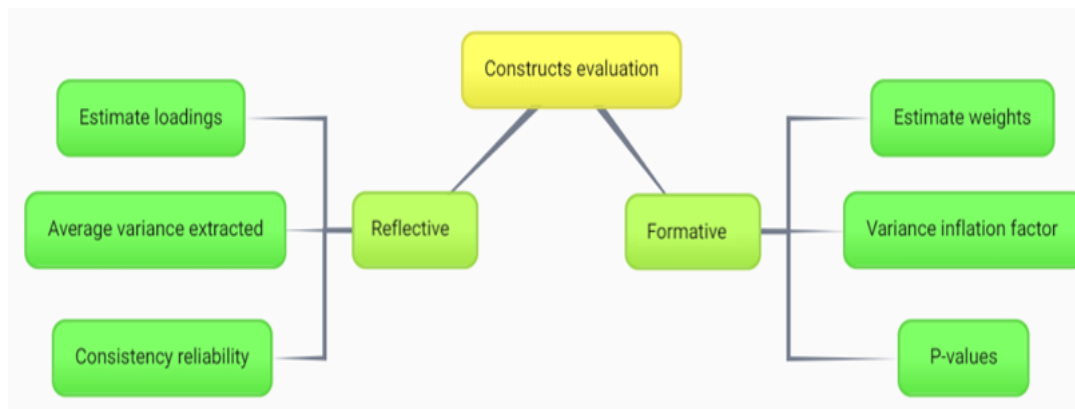 Constructs evaluation
Estimate loadings
Estimate weights
Average variance extracted
Reflective
Formative
Variance inflation factor
Consistency reliability
P-values